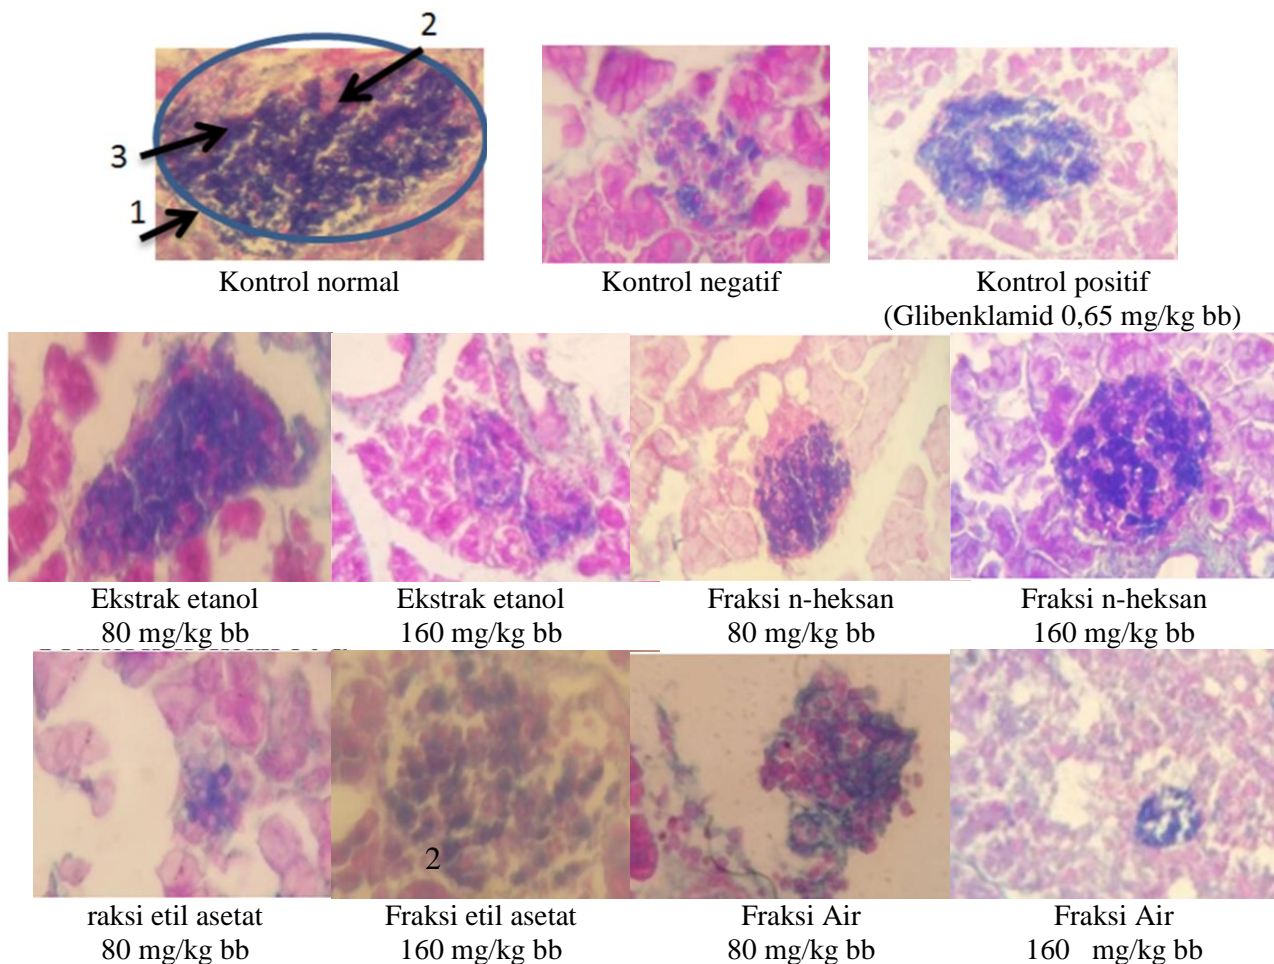 2
3
1
Kontrol normal
Kontrol negatif
Kontrol positif
(Glibenklamid 0,65 mg/kg bb)
Ekstrak etanol
80 mg/kg bb
Ekstrak etanol
160 mg/kg bb
Fraksi n-heksan
80 mg/kg bb
Fraksi n-heksan
160 mg/kg bb
2
raksi etil asetat
80 mg/kg bb
Fraksi etil asetat
160 mg/kg bb
Fraksi Air
80 mg/kg bb
Fraksi Air
160 mg/kg bb